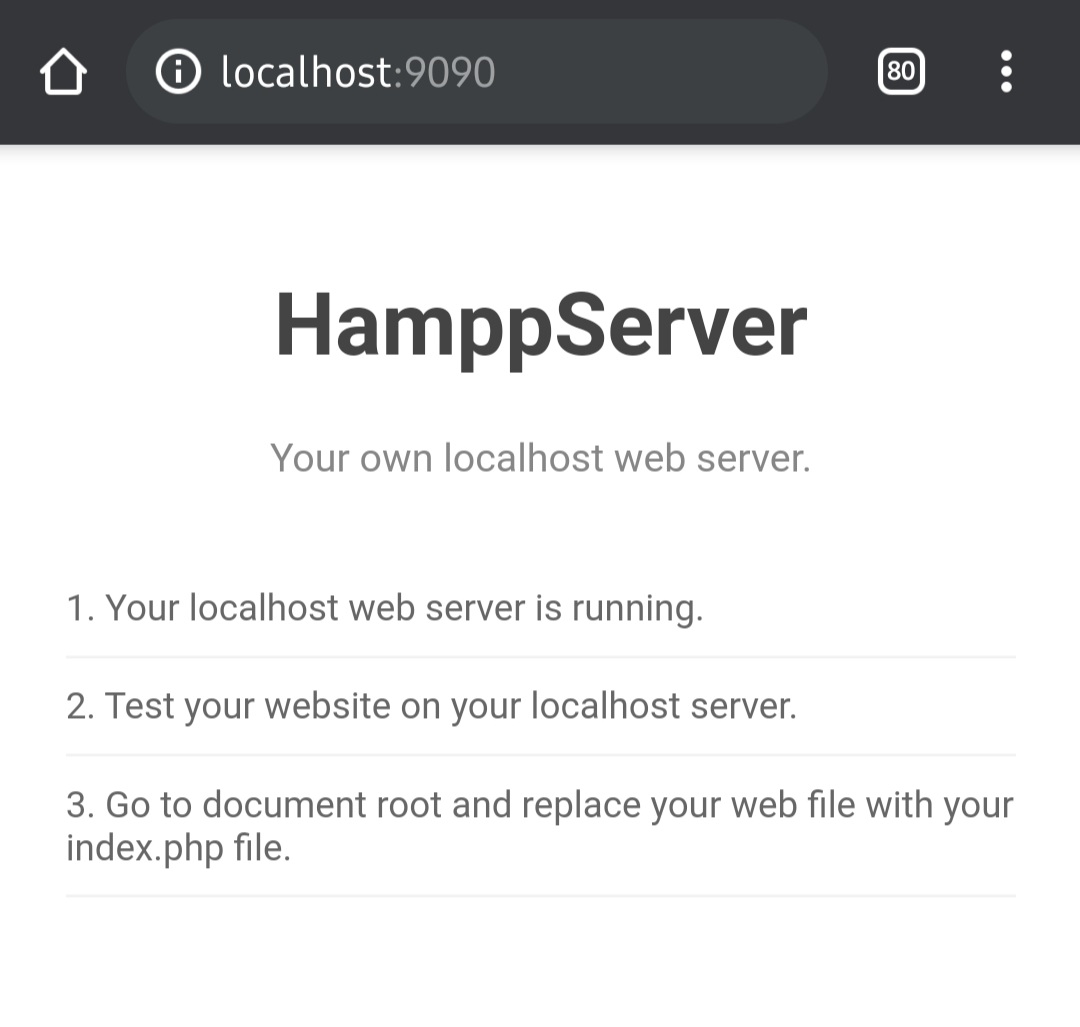 localhost:9090
80
HamppServer
Your own localhost web server.
1. Your localhost web server is running.
2. Test your website on your localhost server.
3. Go to document root and replace your web file with your
index.php file.